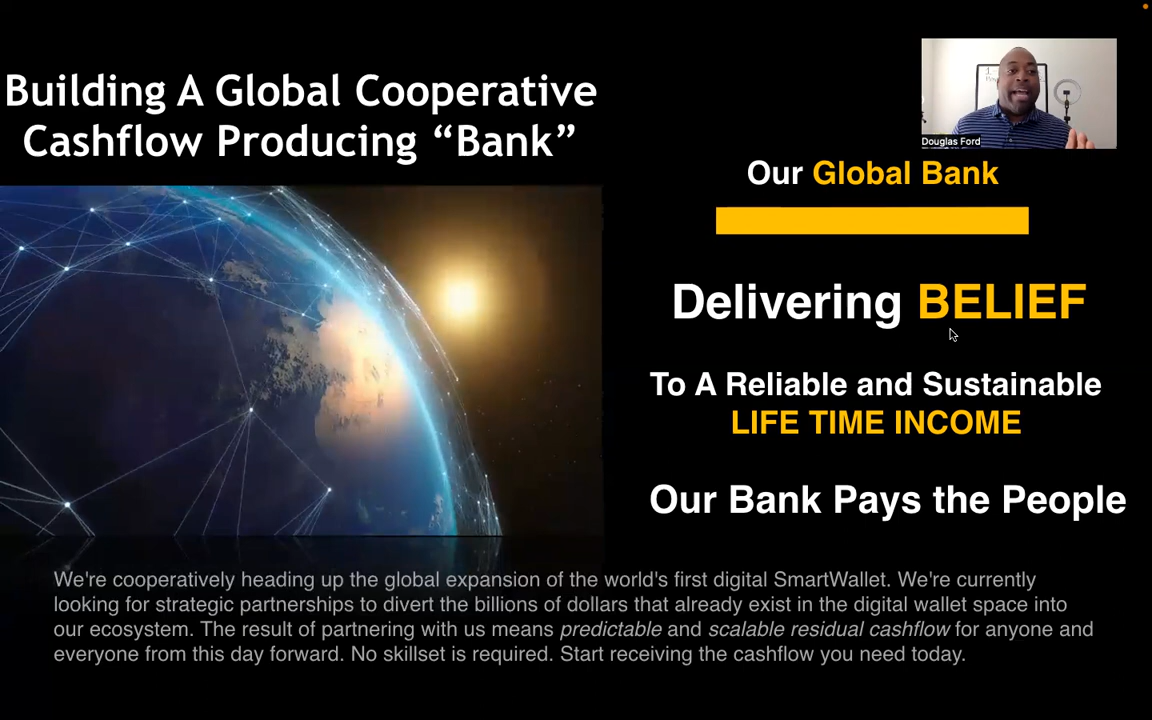 Building A Global Cooperative
Cashflow Producing “Bank”
Douglas Ford
Our Global Bank
Delivering BELIEF
To A Reliable and Sustainable
LIFE TIME INCOME
Our Bank Pays the People
We're cooperatively heading up the global expansion of the world's first digital SmartWallet. We're currently
looking for strategic partnerships to divert the billions of dollars that already exist in the digital wallet space into
our ecosystem. The result of partnering with us means predictable and scalable residual cashflow for anyone and
everyone from this day forward. No skillset is required. Start receiving the cashflow you need today.